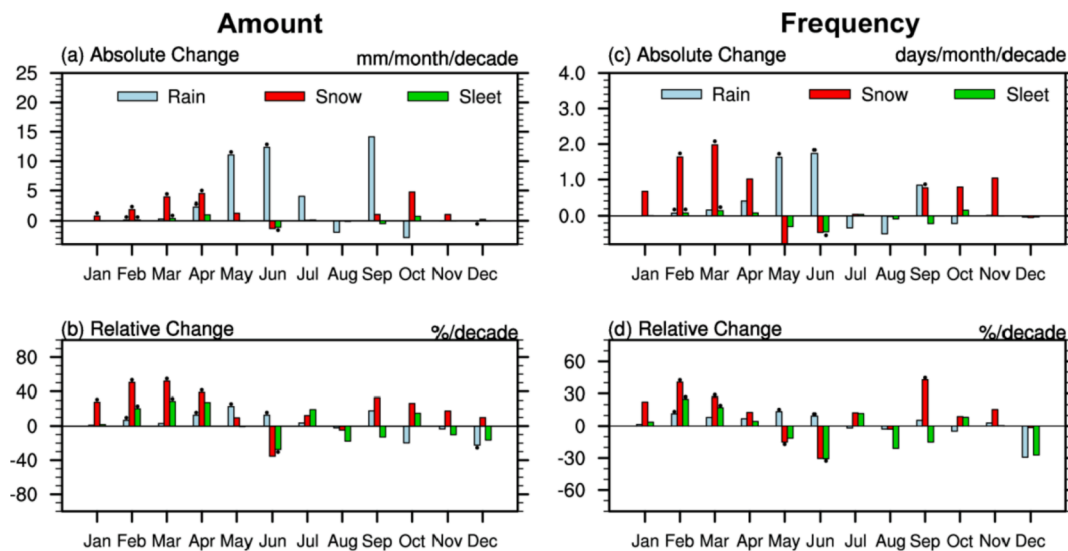 Amount
Frequency
(a) Absolute Change mm/month/decade
(c) Absolute Change days/month/decade
25
20
15
10
5
0
Rain Snow Sleet
Jan Feb Mar Apr May Jun Jul Aug Sep Oct Nov Dec
4.0
3.0
2.0
1.0
0.0
Rain Snow Sleet
Jan Feb Mar Apr May Jun Jul Aug Sep Oct Nov Dec
(b) Relative Change %/decade
(d) Relative Change %/decade
80
40
0
-40
-80
Jan Feb Mar Apr May Jun Jul Aug Sep Oct Nov Dec
60
30
0
-30
-60
Jan Feb Mar Apr May Jun Jul Aug Sep Oct Nov Dec